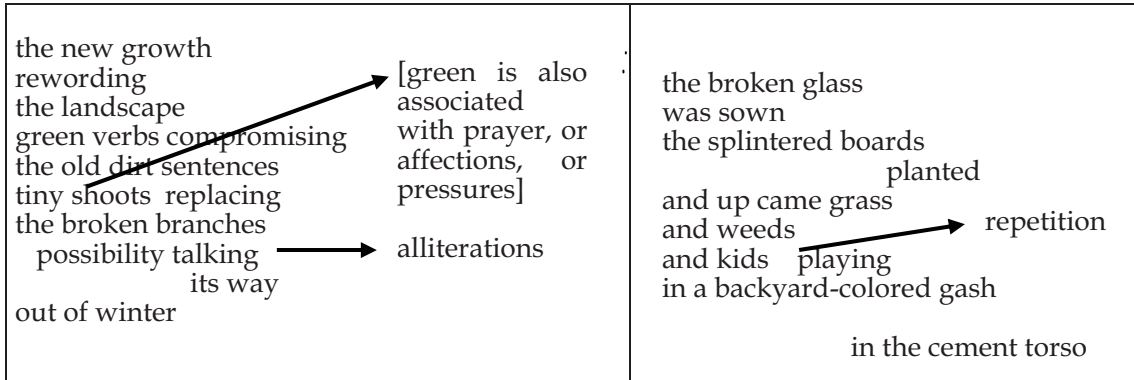 the new growth
rewording
the landscape
green verbs compromising
the old dirt sentences
tiny shoots replacing
the broken branches
possibility talking
its way
out of winter
[green is also
associated
with prayer, or
affections, or
pressures]
alliterations
the broken glass
was sown
the splintered boards
planted
and up came grass
and weeds
and kids playing
in a backyard-colored gash
in the cement torso
repetition